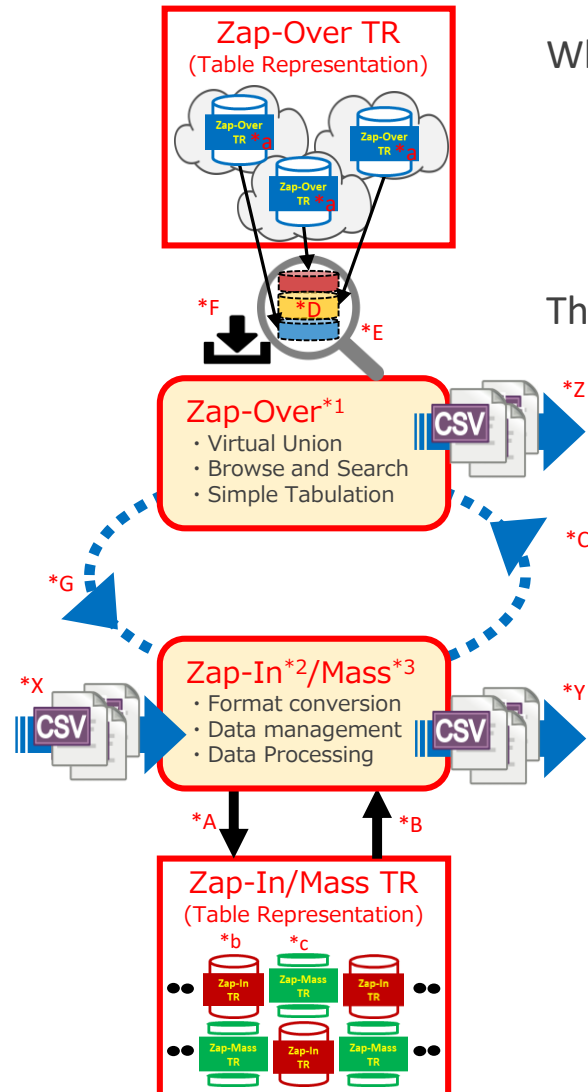 Zap-Over TR
(Table Representation)
Zap-Over
TR *a
Zap-Over
TR *a
Zap-Over
TR *a
*F
*D
*E
Th
Zap-Over*1
・Virtual Union
・Browse and Search
・Simple Tabulation
CSV
*Z
*G
Zap-In*2/Mass*3
・Format conversion
・Data management
・Data Processing
*X
CSV
CSV
*Y
*A
*B
Zap-In/Mass TR
(Table Representation)
*b
*c
Zap-In
TR
Zap-Mass
TR
Zap-In
TR
Zap-Mass
TR
Zap-In
TR
Zap-Mass
TR